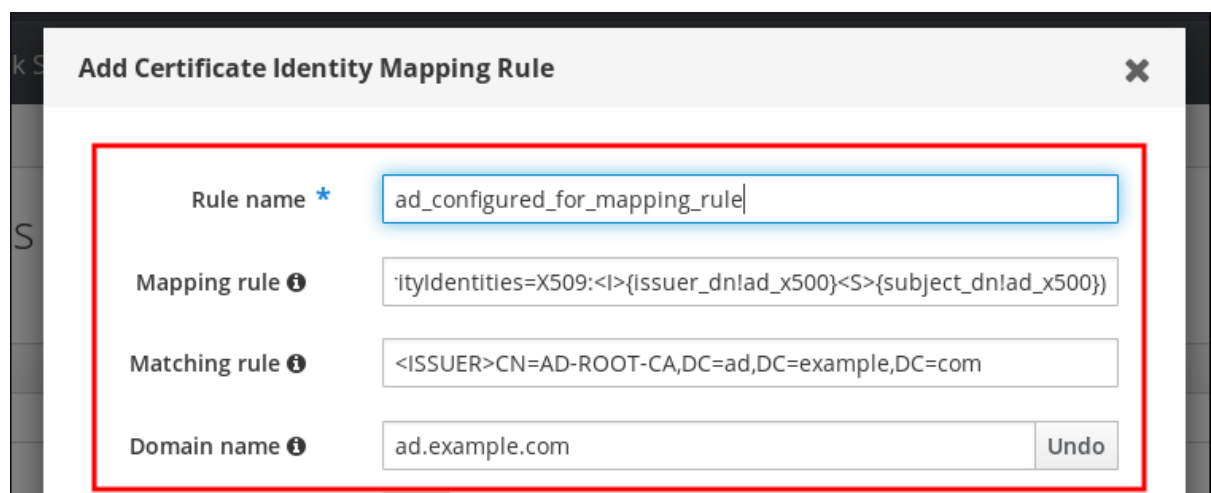 k S
Add Certificate Identity Mapping Rule
S
Rule name *
ad_configured_for_mapping_rule
Mapping rule
ityIdentities=X509:<I>{issuer_dn!ad_x500}<S>{subject_dn!ad_x500})
Matching rule
<ISSUER>CN=AD-ROOT-CA,DC=ad,DC=example,DC=com
Domain name
ad.example.com
Undo